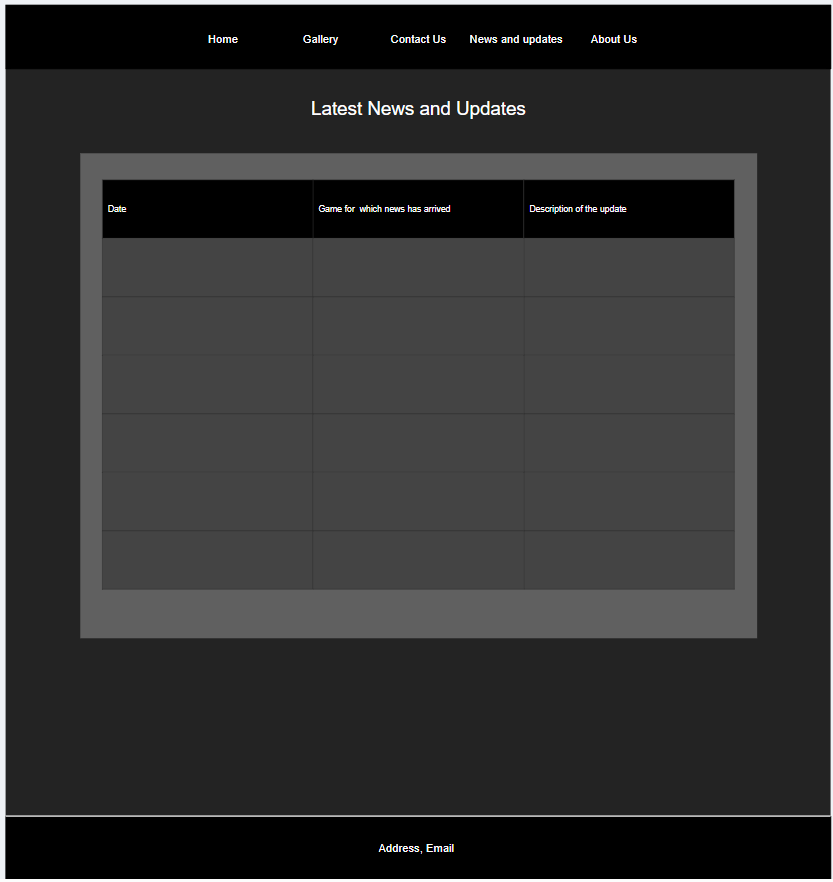 Home Gallery Contact Us News and updates About Us
Latest News and Updates
Date Game for which news has arrived Description of the update
Address, Email